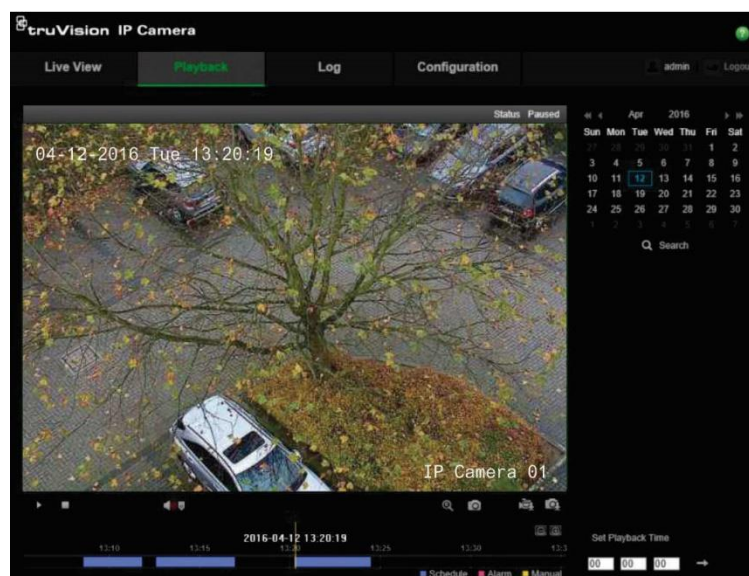 truVision IP Camera
?
Live View Playback Log Configuration
admin Logou
Status Paused
04-12-2016 Tue 13:20:19
IP Camera 01
Apr 2016
Sun Mon Tue Wed Thu Fri Sat
27 28 29 30 31 1 2
3 4 5 6 7 8 9
10 11 12 13 14 15 16
17 18 19 20 21 22 23
24 25 26 27 28 29 30
1 2 3 4 5 6 7
Search
2016-04-12 13:20:19
13:10 13:15 13:20 13:25 13:30 13:3
Schedule Alarm Manual
Set Playback Time
00 00 00